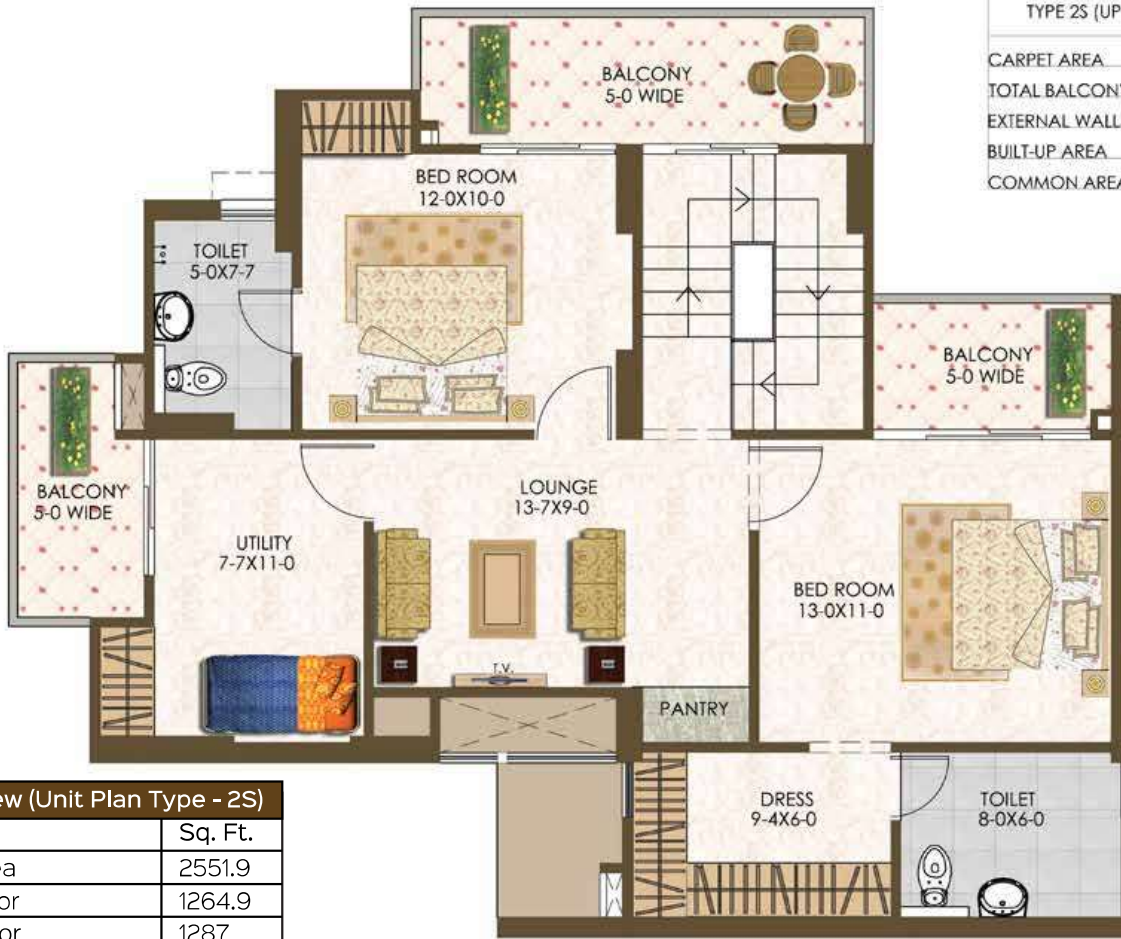 TYPE 2S (UP
CARPET AREA
TOTAL BALCONY
EXTERNAL WALL
BUILT-UP AREA
COMMON AREA
BALCONY
5-0 WIDE
BED ROOM
12-0X10-0
TOILET
5-0X7-7
BALCONY
5-0 WIDE
BALCONY
5-0 WIDE
LOUNGE
13-7X9-0
UTILITY
7-7X11-0
BED ROOM
13-0X11-0
T.V.
PANTRY
DRESS
9-4X6-0
TOILET
8-0X6-0
ew (Unit Plan Type - 2S)
Sq. Ft.
ea 2551.9
or 1264.9
or 1287